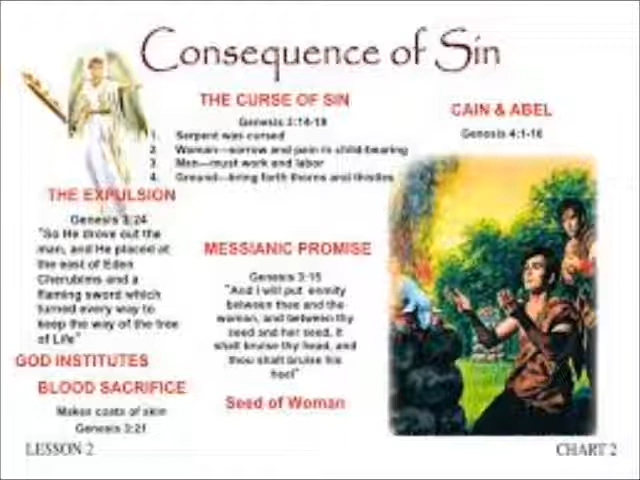 Consequence of Sin
THE CURSE OF SIN
Genesis 3:14-19
1. Serpent was cursed
2. Woman—sorrow and pain in child-bearing
3. Man—must work and labor
4. Ground—bring forth thorns and thistles
CAIN & ABEL
Genesis 4:1-16
THE EXPULSION
Genesis 3:24
"So He drove out the
man, and He placed at
the east of Eden
Cherubims and a
flaming sword which
turned every way to
keep the way of the tree
of Life"
MESSIANIC PROMISE
Genesis 3:15
"And I will put enmity
between thee and the
woman, and between thy
seed and her seed, it
shall bruise thy head, and
thou shalt bruise his
heel"
Seed of Woman
GOD INSTITUTES
BLOOD SACRIFICE
Makes coats of skin
Genesis 3:21
LESSON 2
CHART 2